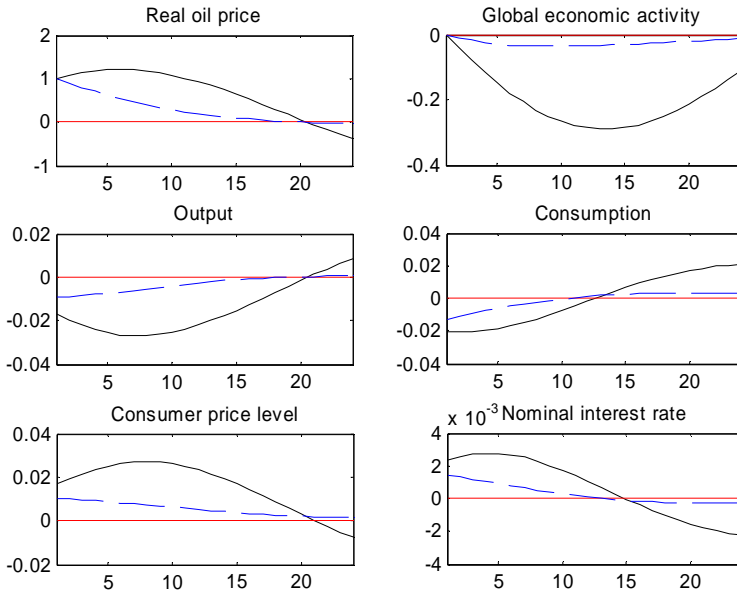 Real oil price
Global economic activity
2
1
0
-1
5 10 15 20
0
-0.2
-0.4
5 10 15 20
Output
Consumption
0.02
0
-0.02
-0.04
5 10 15 20
0.04
0.02
0
-0.02
-0.04
5 10 15 20
Consumer price level
x 10⁻³ Nominal interest rate
0.04
0.02
0
-0.02
5 10 15 20
4
2
0
-2
-4
5 10 15 20